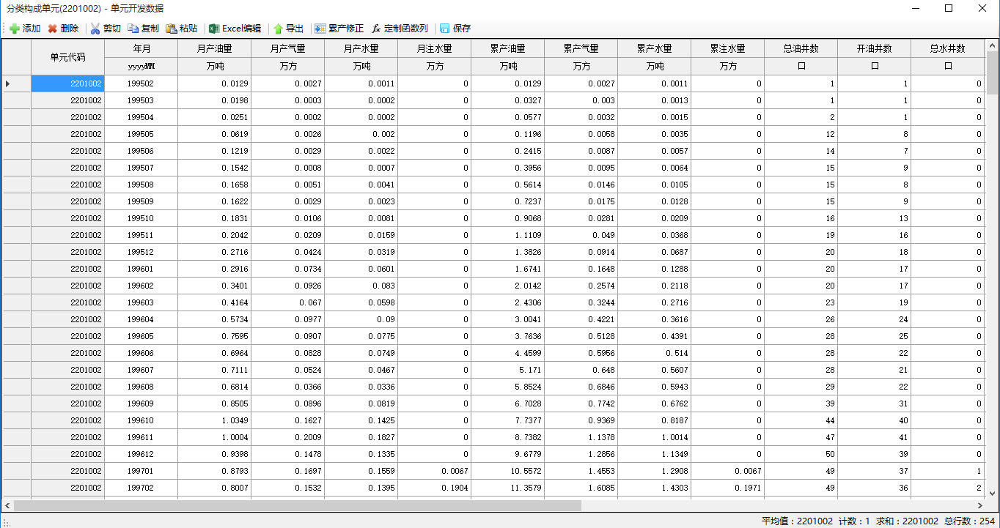 分类构成单元(2201002) - 单元开发数据
添加 删除 剪切 复制 粘贴 Excel编辑 导出 累产修正 fx 定制函数列 保存
单元代码 年月 月产油量 月产气量 月产水量 月注水量 累产油量 累产气量 累产水量 累注水量 总油井数 开油井数 总水井数
yyyyMM 万吨 万方 万吨 万方 万吨 万方 万吨 万方 口 口 口
2201002 199502 0.0129 0.0027 0.0011 0 0.0129 0.0027 0.0011 0 1 1 0
2201002 199503 0.0198 0.0003 0.0002 0 0.0327 0.003 0.0013 0 1 1 0
2201002 199504 0.0251 0.0002 0.0002 0 0.0577 0.0032 0.0015 0 2 1 0
2201002 199505 0.0619 0.0026 0.002 0 0.1196 0.0058 0.0035 0 12 8 0
2201002 199506 0.1219 0.0029 0.0022 0 0.2415 0.0087 0.0057 0 14 7 0
2201002 199507 0.1542 0.0008 0.0007 0 0.3956 0.0095 0.0064 0 15 9 0
2201002 199508 0.1658 0.0051 0.0041 0 0.5614 0.0146 0.0105 0 15 8 0
2201002 199509 0.1622 0.0029 0.0023 0 0.7237 0.0175 0.0128 0 15 9 0
2201002 199510 0.1831 0.0106 0.0081 0 0.9068 0.0281 0.0209 0 16 13 0
2201002 199511 0.2042 0.0209 0.0159 0 1.1109 0.049 0.0368 0 19 16 0
2201002 199512 0.2716 0.0424 0.0319 0 1.3826 0.0914 0.0687 0 20 18 0
2201002 199601 0.2916 0.0734 0.0601 0 1.6741 0.1648 0.1288 0 20 17 0
2201002 199602 0.3401 0.0926 0.083 0 2.0142 0.2574 0.2118 0 20 17 0
2201002 199603 0.4164 0.067 0.0598 0 2.4306 0.3244 0.2716 0 23 19 0
2201002 199604 0.5734 0.0977 0.09 0 3.0041 0.4221 0.3616 0 26 24 0
2201002 199605 0.7595 0.0907 0.0775 0 3.7636 0.5128 0.4391 0 28 25 0
2201002 199606 0.6964 0.0828 0.0749 0 4.4599 0.5956 0.514 0 28 22 0
2201002 199607 0.7111 0.0524 0.0467 0 5.171 0.648 0.5607 0 28 21 0
2201002 199608 0.6814 0.0366 0.0336 0 5.8524 0.6846 0.5943 0 29 22 0
2201002 199609 0.8505 0.0896 0.0819 0 6.7028 0.7742 0.6762 0 39 31 0
2201002 199610 1.0349 0.1627 0.1425 0 7.7377 0.9369 0.8187 0 44 40 0
2201002 199611 1.0004 0.2009 0.1827 0 8.7382 1.1378 1.0014 0 47 41 0
2201002 199612 0.9398 0.1478 0.1335 0 9.6779 1.2856 1.1349 0 50 39 0
2201002 199701 0.8793 0.1697 0.1559 0.0067 10.5572 1.4553 1.2908 0.0067 49 37 1
2201002 199702 0.8007 0.1532 0.1395 0.1904 11.3579 1.6085 1.4303 0.1971 49 36 2
平均值：2201002 计数：1 求和：2201002 总行数：254